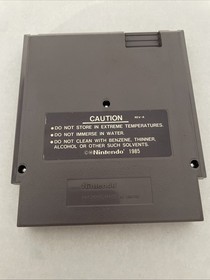 CAUTION
REV-A
● DO NOT STORE IN EXTREME TEMPERATURES.
● DO NOT IMMERSE IN WATER.
● DO NOT CLEAN WITH BENZENE, THINNER,
ALCOHOL OR OTHER SUCH SOLVENTS.
©®Nintendo 1985
Nintendo